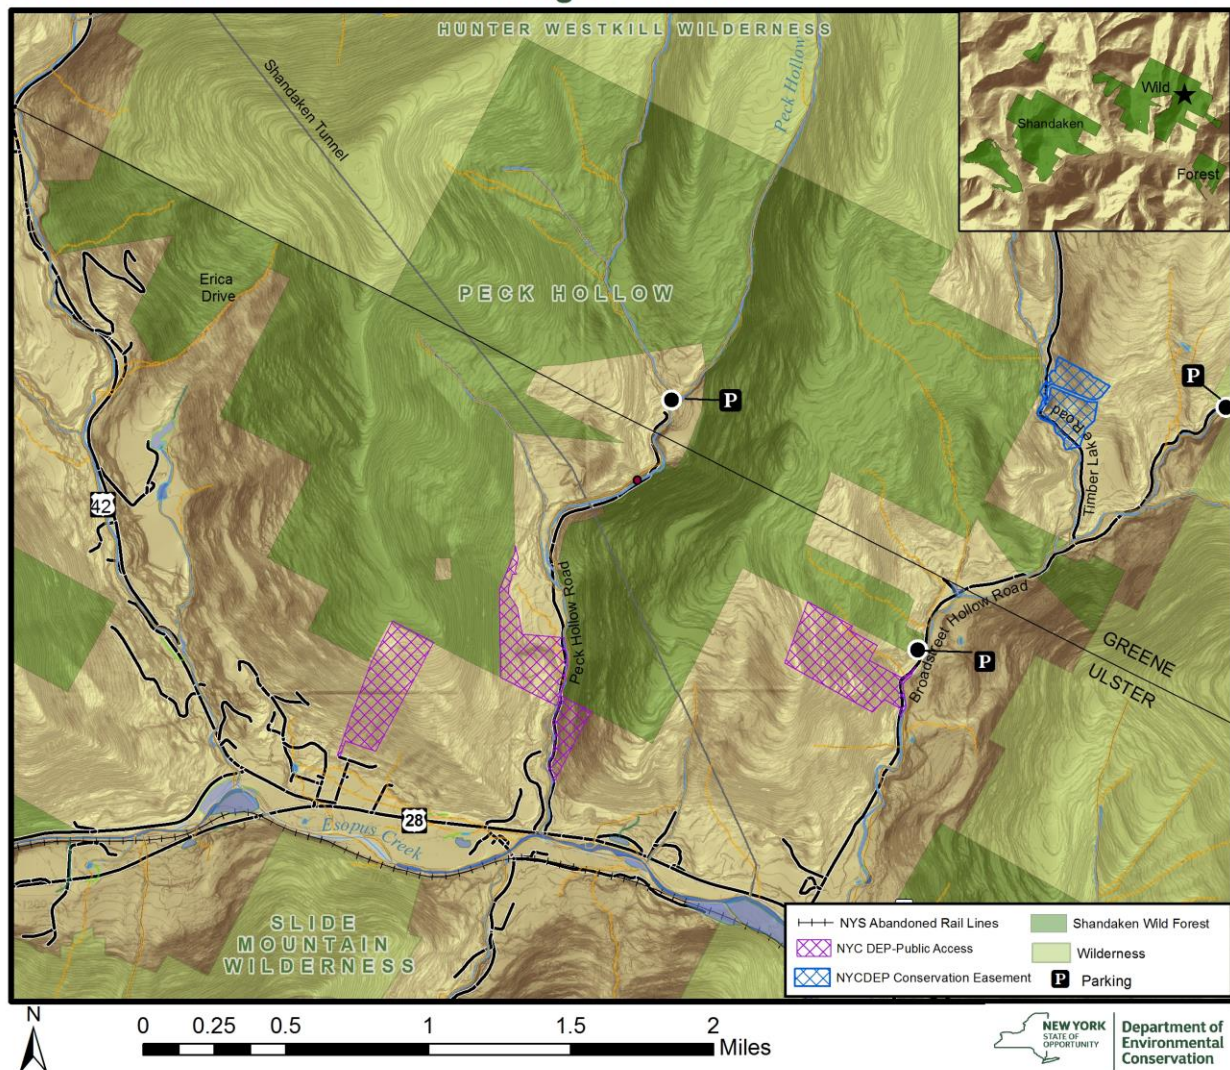 HUNTER WESTKILL WILDERNESS
Peck Hollow
Shandaken Tunnel
Wild
Shandaken
Forest
Erica
Drive
PECK HOLLOW
P
P
Timber Lake Road
42
Peck Hollow Road
Broadstreet Hollow Road
P
GREENE
ULSTER
28
Esopus Creek
SLIDE
MOUNTAIN
WILDERNESS
NYS Abandoned Rail Lines
NYC DEP-Public Access
NYCDEP Conservation Easement
Shandaken Wild Forest
Wilderness
P Parking
N
0 0.25 0.5 1 1.5 2
Miles
NEW YORK
STATE OF
OPPORTUNITY
Department of
Environmental
Conservation